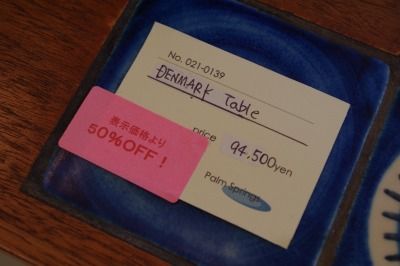 No. 021-0139
DENMARK Table
price
94,500yen
Palm Springs
表示価格より
50%OFF!